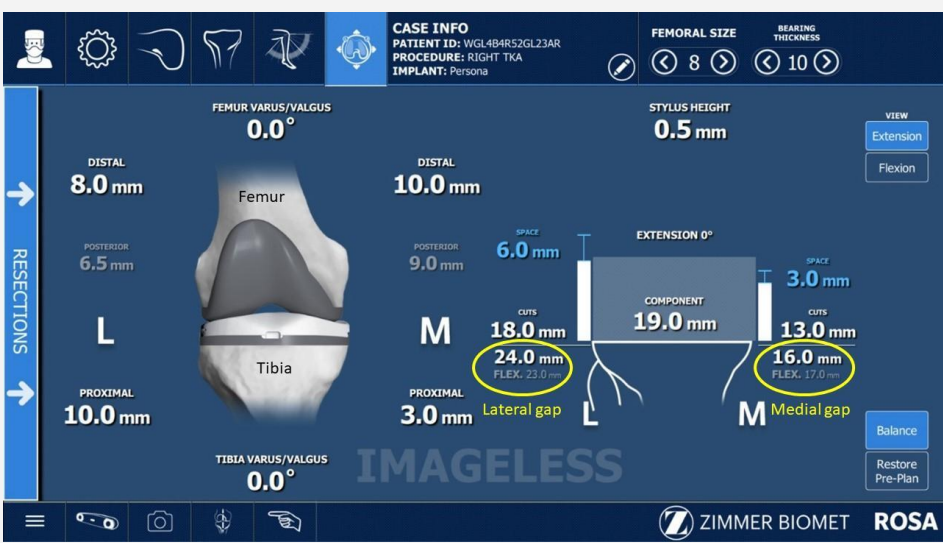 CASE INFO
PATIENT ID: WGL4B4R52GL23AR
PROCEDURE: RIGHT TKA
IMPLANT: Persona
FEMORAL SIZE
8
BEARING
THICKNESS
10
FEMUR VARUS/VALGUS
0.0°
STYLUS HEIGHT
0.5 mm
VIEW
Extension
Flexion
DISTAL
8.0 mm
DISTAL
10.0 mm
Femur
POSTERIOR
6.5 mm
POSTERIOR
9.0 mm
RESECTIONS
L
M
Tibia
PROXIMAL
10.0 mm
PROXIMAL
3.0 mm
TIBIA VARUS/VALGUS
0.0°
SPACE
6.0 mm
EXTENSION 0°
SPACE
3.0 mm
COMPONENT
19.0 mm
CUTS
18.0 mm
CUTS
13.0 mm
24.0 mm
FLEX. 23.0 mm
16.0 mm
FLEX. 17.0 mm
Lateral gap
L
M
Medial gap
Balance
Restore
Pre-Plan
IMAGELESS
ZIMMER BIOMET
ROSA